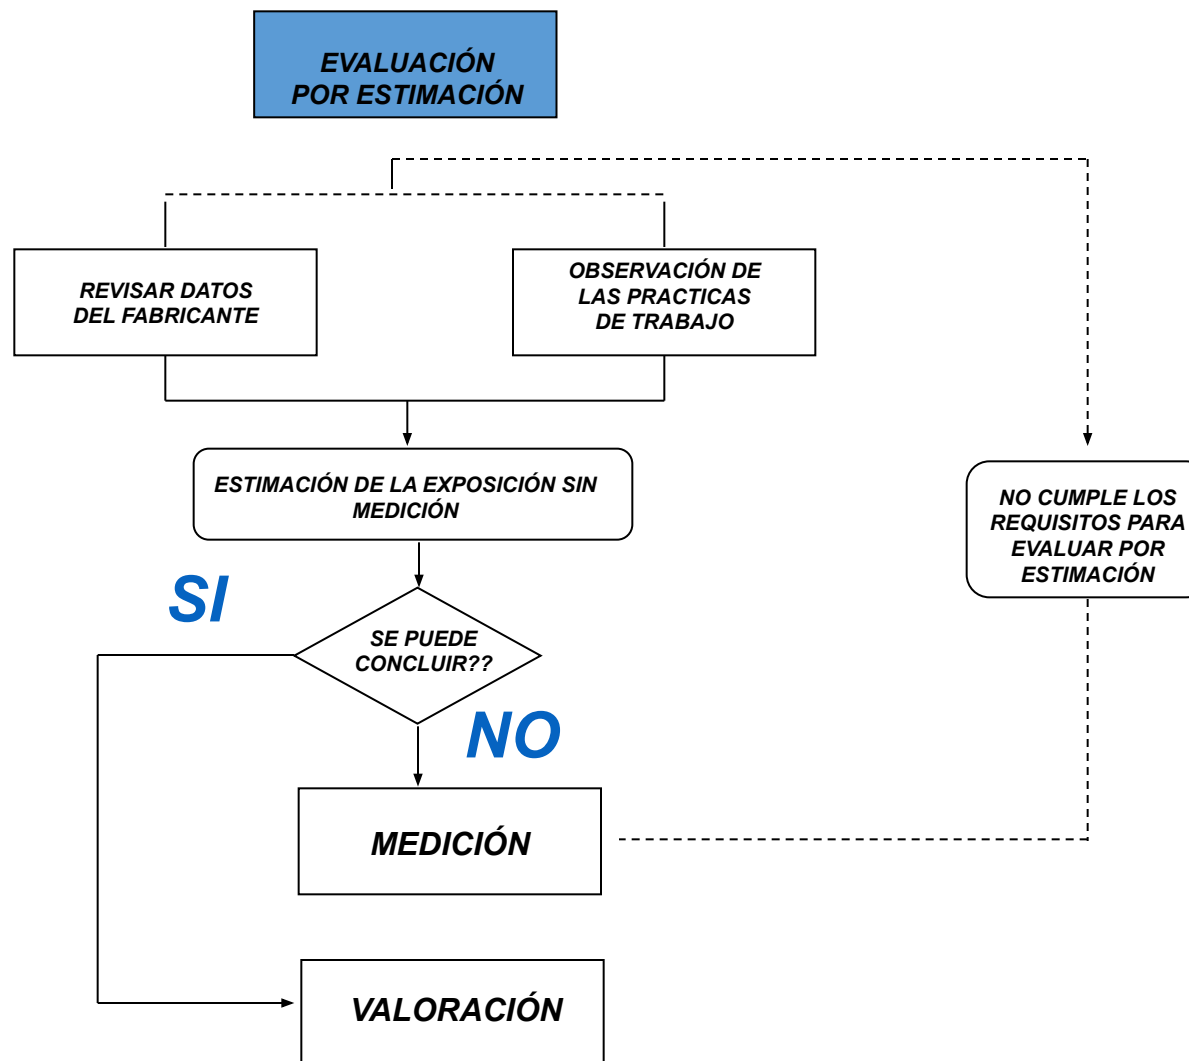 EVALUACIÓN
POR ESTIMACIÓN
REVISAR DATOS
DEL FABRICANTE
OBSERVACIÓN DE
LAS PRACTICAS
DE TRABAJO
ESTIMACIÓN DE LA EXPOSICIÓN SIN
MEDICIÓN
NO CUMPLE LOS
REQUISITOS PARA
EVALUAR POR
ESTIMACIÓN
SI
SE PUEDE
CONCLUIR??
NO
MEDICIÓN
VALORACIÓN